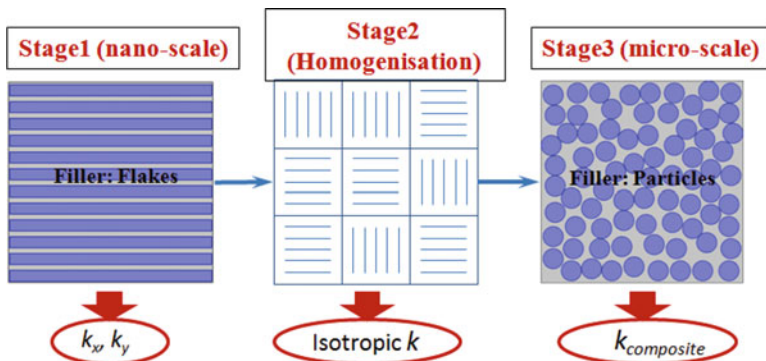 Stage1 (nano-scale)
Stage2
(Homogenisation)
Stage3 (micro-scale)
Filler: Flakes
Filler: Particles
kx, ky
Isotropic k
kcomposite